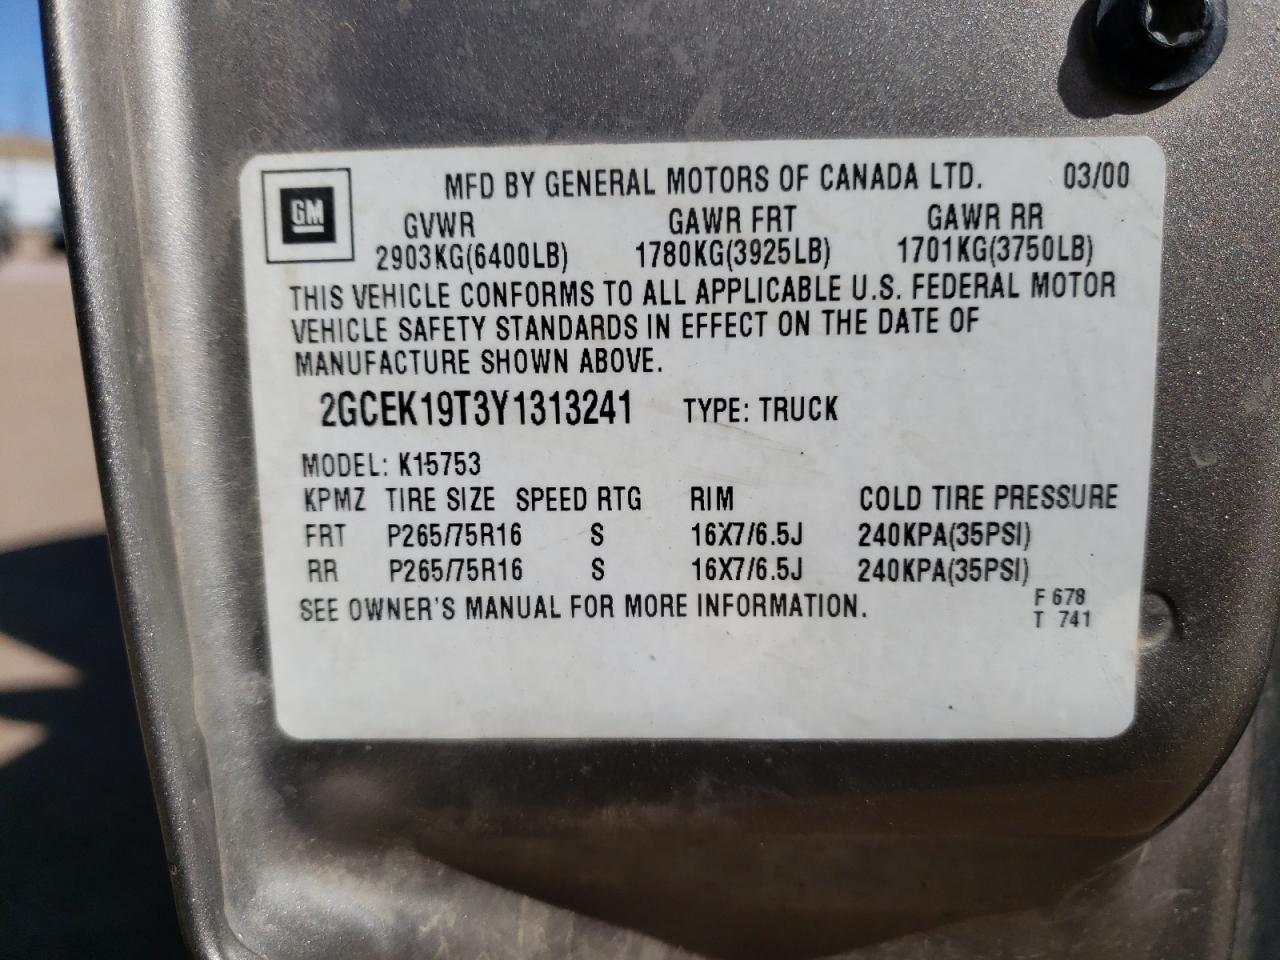 GM
MFD BY GENERAL MOTORS OF CANADA LTD. 03/00
GVWR GAWR FRT GAWR RR
2903KG(6400LB) 1780KG(3925LB) 1701KG(3750LB)
THIS VEHICLE CONFORMS TO ALL APPLICABLE U.S. FEDERAL MOTOR
VEHICLE SAFETY STANDARDS IN EFFECT ON THE DATE OF
MANUFACTURE SHOWN ABOVE.
2GCEK19T3Y1313241 TYPE: TRUCK
MODEL: K15753
KPMZ TIRE SIZE SPEED RTG RIM COLD TIRE PRESSURE
FRT P265/75R16 S 16X7/6.5J 240KPA(35PSI)
RR P265/75R16 S 16X7/6.5J 240KPA(35PSI)
SEE OWNER'S MANUAL FOR MORE INFORMATION. F 678
T 741